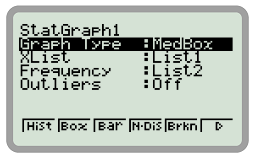 StatGraph1
Graph Type :MedBox
XList :List1
Frequency :List2
Outliers :Off
Hist Box Bar N·Dis Brkn ▷